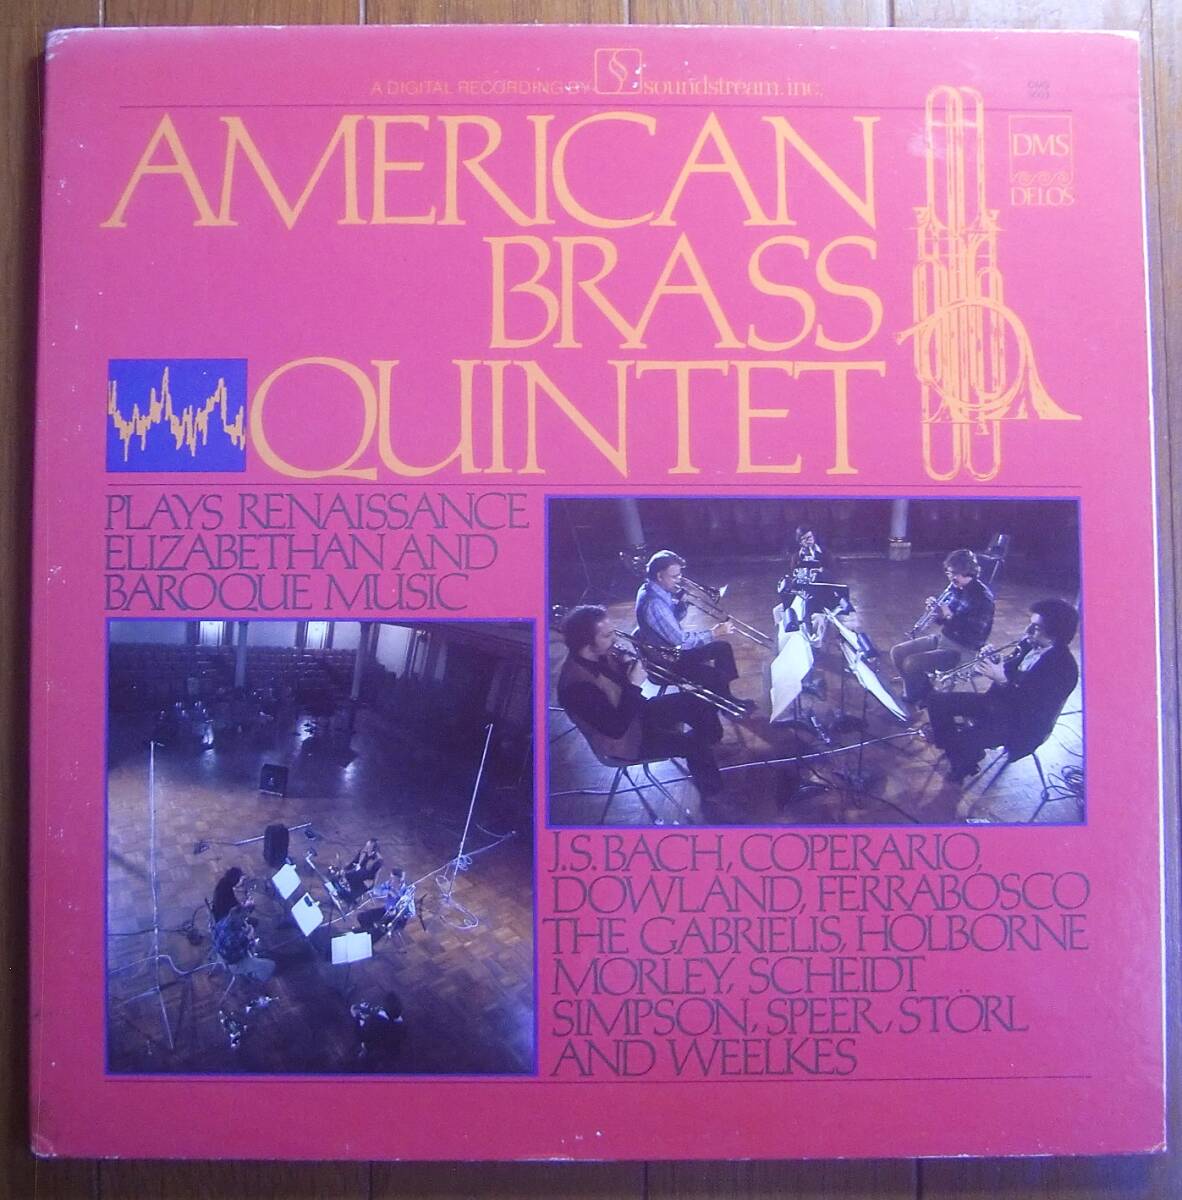 A DIGITAL RECORDING BY soundstream, inc.
AMERICAN
BRASS
QUINTET
DMS
DELOS
PLAYS RENAISSANCE
ELIZABETHAN AND
BAROQUE MUSIC
J.S. BACH, COPERARIO,
DOWLAND, FERRABOSCO
THE GABRIELIS, HOLBORNE
MORLEY, SCHEIDT
SIMPSON, SPEER, STÖRL
AND WEELKES